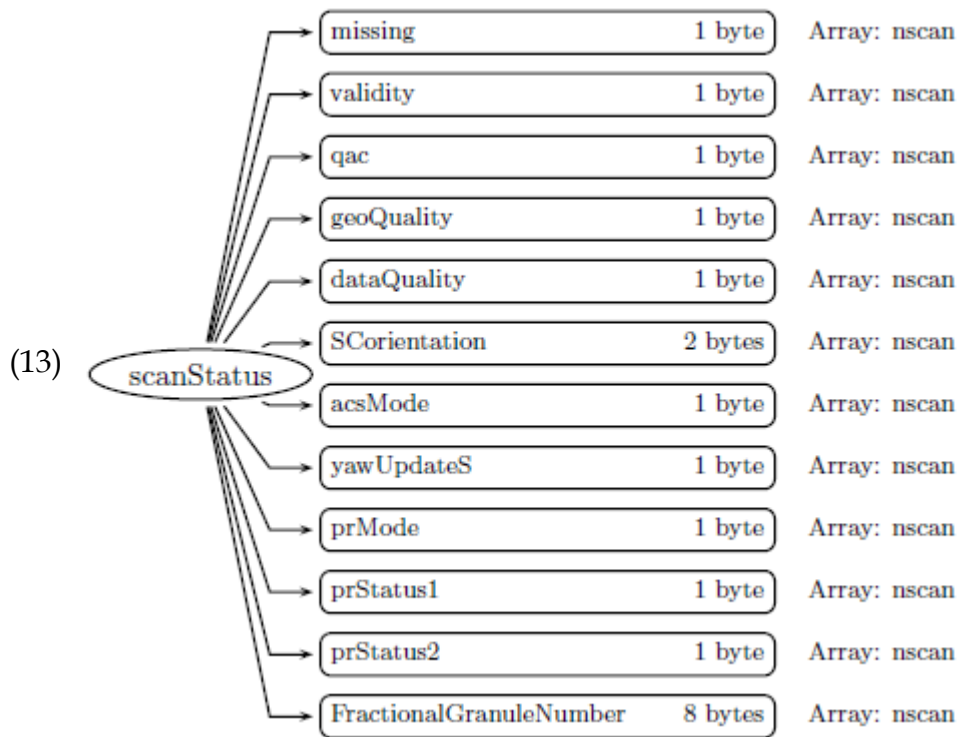 missing 1 byte Array: nscan
validity 1 byte Array: nscan
qac 1 byte Array: nscan
geoQuality 1 byte Array: nscan
dataQuality 1 byte Array: nscan
SCorientation 2 bytes Array: nscan
(13)
scanStatus
acsMode 1 byte Array: nscan
yawUpdateS 1 byte Array: nscan
prMode 1 byte Array: nscan
prStatus1 1 byte Array: nscan
prStatus2 1 byte Array: nscan
FractionalGranuleNumber 8 bytes Array: nscan